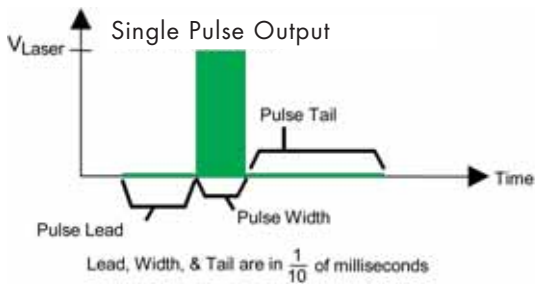 Single Pulse Output
VLaser
Pulse Tail
Time
Pulse Width
Pulse Lead
Lead, Width, & Tail are in 1/10 of milliseconds